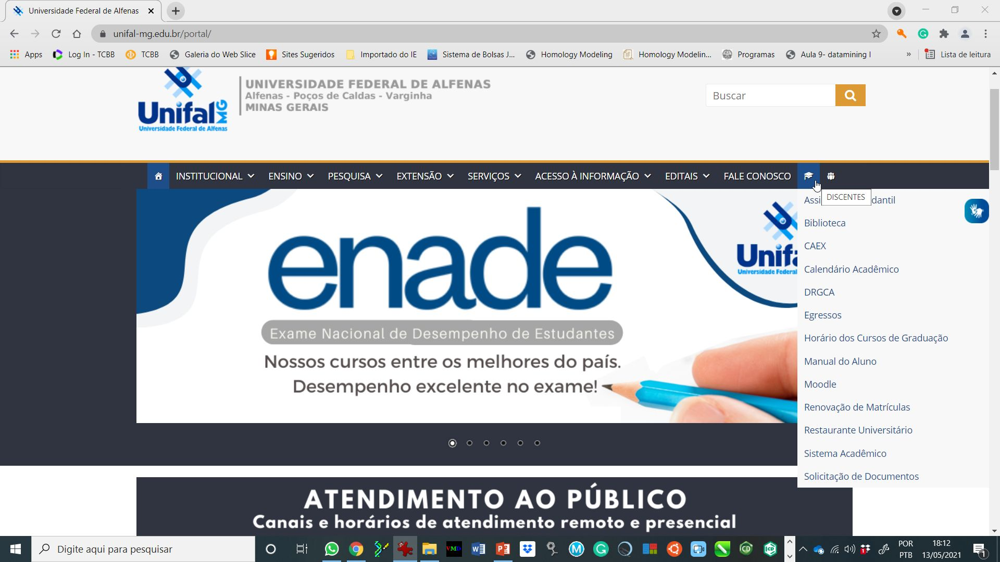 Universidade Federal de Alfenas
unifal-mg.edu.br/portal/
Apps
Log In - TCBB
TCBB
Galeria do Web Slice
Sites Sugeridos
Importado do IE
Sistema de Bolsas J...
Homology Modeling
Homology Modelin...
Programas
Aula 9- datamining I
»
Lista de leitura
Unifal MG
Universidade Federal de Alfenas
UNIVERSIDADE FEDERAL DE ALFENAS
Alfenas - Poços de Caldas - Varginha
MINAS GERAIS
Buscar
INSTITUCIONAL
ENSINO
PESQUISA
EXTENSÃO
SERVIÇOS
ACESSO À INFORMAÇÃO
EDITAIS
FALE CONOSCO
DISCENTES
Assi
dantil
Biblioteca
CAEX
Calendário Acadêmico
DRGCA
Egressos
Horário dos Cursos de Graduação
Manual do Aluno
Moodle
Renovação de Matrículas
Restaurante Universitário
Sistema Acadêmico
Solicitação de Documentos
Unifa
Universidade Federal
enade
Exame Nacional de Desempenho de Estudantes
Nossos cursos entre os melhores do país.
Desempenho excelente no exame!
ATENDIMENTO AO PÚBLICO
Canais e horários de atendimento remoto e presencial
Digite aqui para pesquisar
VMD
POR
PTB
18:12
13/05/2021
1